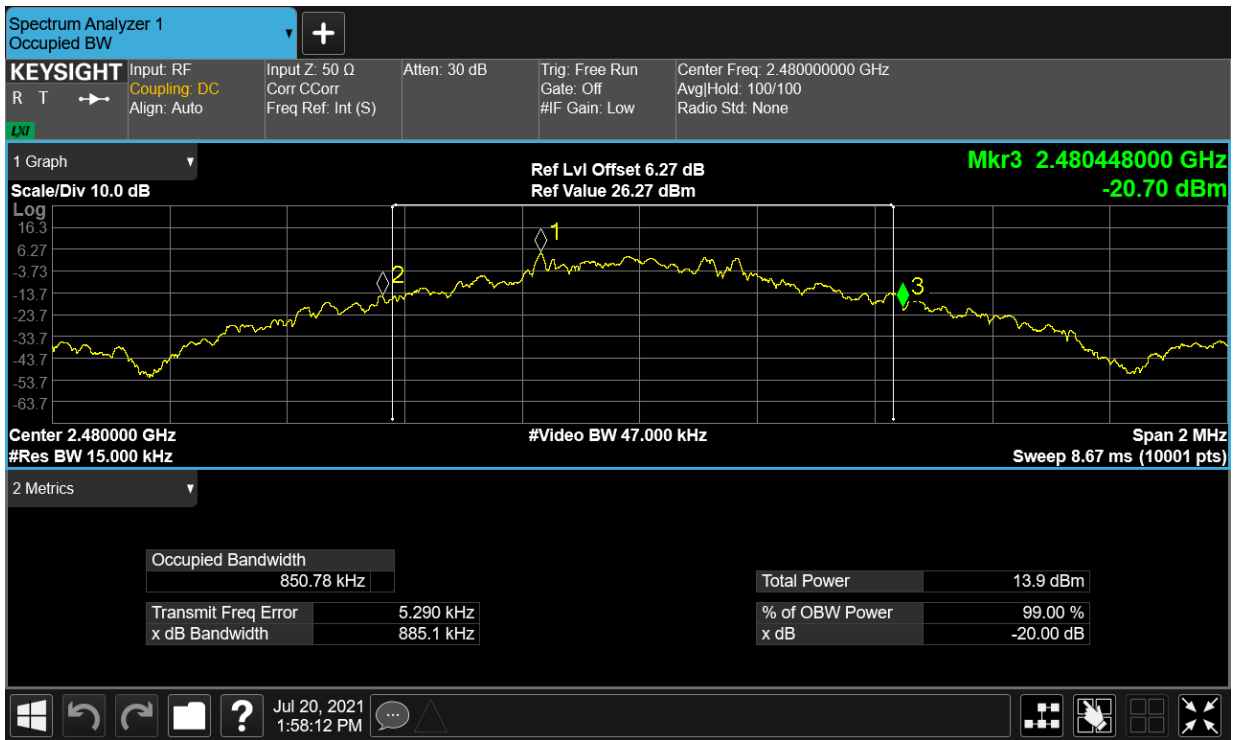 Spectrum Analyzer 1
Occupied BW
▼
+
KEYSIGHT
R T
LXI
Input: RF
Coupling: DC
Align: Auto
Input Z: 50 Ω
Corr CCorr
Freq Ref: Int (S)
Atten: 30 dB
Trig: Free Run
Gate: Off
#IF Gain: Low
Center Freq: 2.480000000 GHz
Avg|Hold: 100/100
Radio Std: None
1 Graph ▼
Scale/Div 10.0 dB
Ref Lvl Offset 6.27 dB
Ref Value 26.27 dBm
Mkr3 2.480448000 GHz
-20.70 dBm
Log
16.3
6.27
-3.73
-13.7
-23.7
-33.7
-43.7
-53.7
-63.7
1
2
3
Center 2.480000 GHz
#Res BW 15.000 kHz
#Video BW 47.000 kHz
Span 2 MHz
Sweep 8.67 ms (10001 pts)
2 Metrics ▼
Occupied Bandwidth
850.78 kHz
Transmit Freq Error 5.290 kHz
x dB Bandwidth 885.1 kHz
Total Power 13.9 dBm
% of OBW Power 99.00 %
x dB -20.00 dB
?
Jul 20, 2021
1:58:12 PM